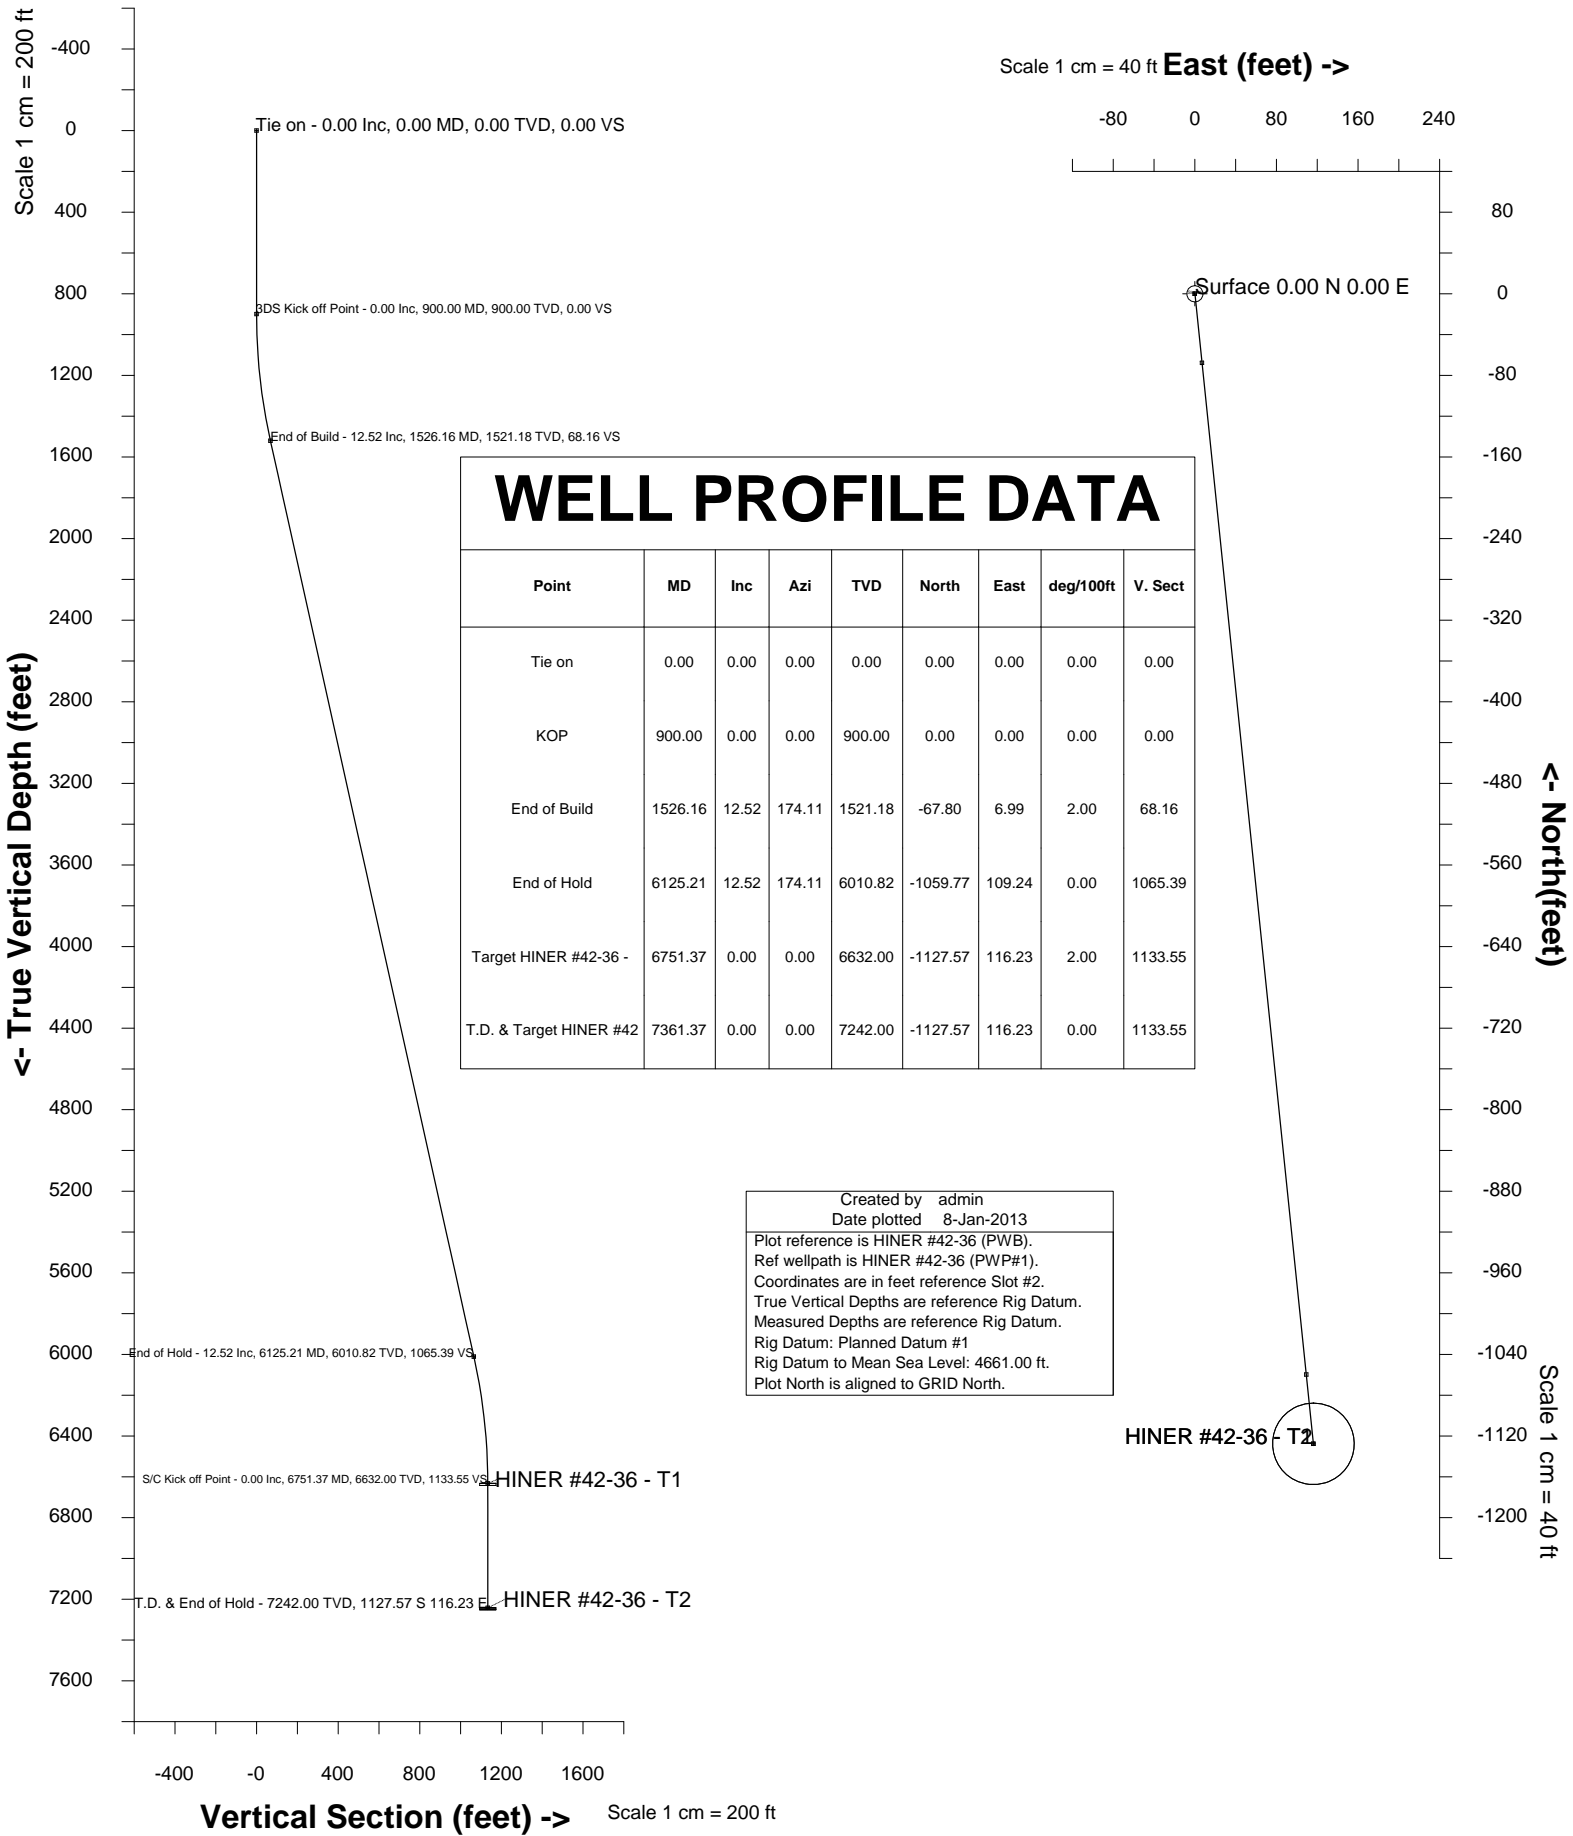 Scale 1 cm = 200 ft
<- True Vertical Depth (feet)
-400
0
400
800
1200
1600
2000
2400
2800
3200
3600
4000
4400
4800
5200
5600
6000
6400
6800
7200
7600
Tie on - 0.00 Inc, 0.00 MD, 0.00 TVD, 0.00 VS
3DS Kick off Point - 0.00 Inc, 900.00 MD, 900.00 TVD, 0.00 VS
End of Build - 12.52 Inc, 1526.16 MD, 1521.18 TVD, 68.16 VS
End of Hold - 12.52 Inc, 6125.21 MD, 6010.82 TVD, 1065.39 VS
S/C Kick off Point - 0.00 Inc, 6751.37 MD, 6632.00 TVD, 1133.55 VS
HINER #42-36 - T1
T.D. & End of Hold - 7242.00 TVD, 1127.57 S 116.23 E
HINER #42-36 - T2
-400 -0 400 800 1200 1600
Vertical Section (feet) -> Scale 1 cm = 200 ft
WELL PROFILE DATA
Point MD Inc Azi TVD North East deg/100ft V. Sect
Tie on 0.00 0.00 0.00 0.00 0.00 0.00 0.00 0.00
KOP 900.00 0.00 0.00 900.00 0.00 0.00 0.00 0.00
End of Build 1526.16 12.52 174.11 1521.18 -67.80 6.99 2.00 68.16
End of Hold 6125.21 12.52 174.11 6010.82 -1059.77 109.24 0.00 1065.39
Target HINER #42-36 - 6751.37 0.00 0.00 6632.00 -1127.57 116.23 2.00 1133.55
T.D. & Target HINER #42 7361.37 0.00 0.00 7242.00 -1127.57 116.23 0.00 1133.55
Created by admin
Date plotted 8-Jan-2013
Plot reference is HINER #42-36 (PWB).
Ref wellpath is HINER #42-36 (PWP#1).
Coordinates are in feet reference Slot #2.
True Vertical Depths are reference Rig Datum.
Measured Depths are reference Rig Datum.
Rig Datum: Planned Datum #1
Rig Datum to Mean Sea Level: 4661.00 ft.
Plot North is aligned to GRID North.
Scale 1 cm = 40 ft East (feet) ->
-80 0 80 160 240
Surface 0.00 N 0.00 E
HINER #42-36 -
80
0
-80
-160
-240
-320
-400
-480
-560
-640
-720
-800
-880
-960
-1040
-1120
-1200
<- North(feet)
Scale 1 cm = 40 ft